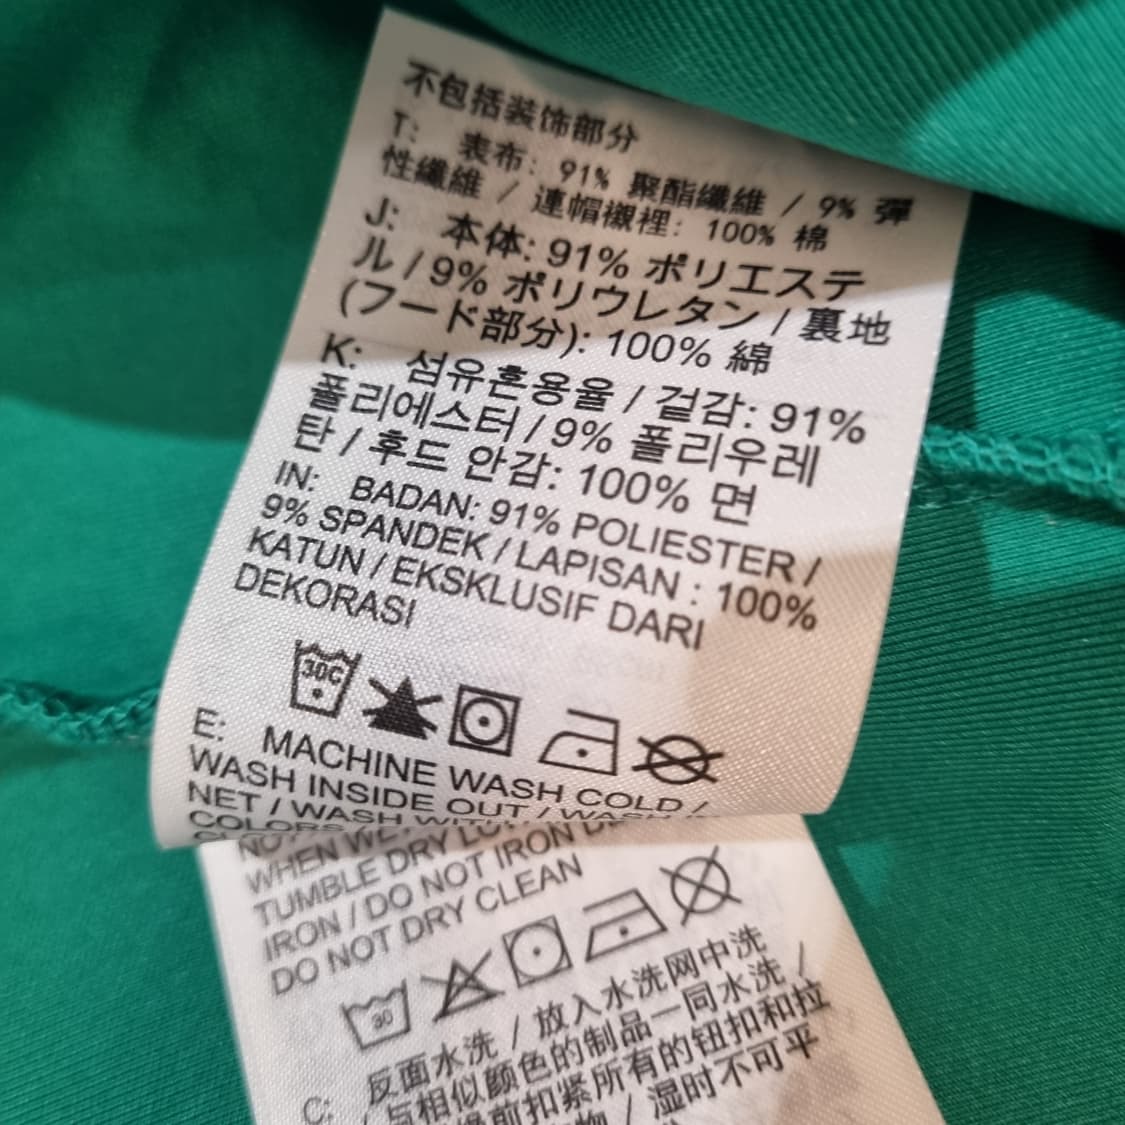 不包括装饰部分
T: 表布: 91% 聚酯纖維 / 9% 彈
性纖維 / 連帽襯裡: 100% 棉
J: 本体: 91% ポリエステ
ル / 9% ポリウレタン / 裏地
(フード部分): 100% 綿
K: 섬유혼용율 / 겉감: 91%
폴리에스터 / 9% 폴리우레
탄 / 후드 안감: 100% 면
IN: BADAN: 91% POLIESTER /
9% SPANDEK / LAPISAN : 100%
KATUN / EKSKLUSIF DARI
DEKORASI
30C
E: MACHINE WASH COLD /
WASH INSIDE OUT / WASH IN
NET / WASH WITH
COLORS
WHEN WET
TUMBLE DRY LOW
IRON / DO NOT IRON
DO NOT DRY CLEAN
30
C: 反面水洗 / 放入水洗网中洗
/ 与相似颜色的制品一同水洗 /
扣紧所有的钮扣和拉
/ 湿时不可平